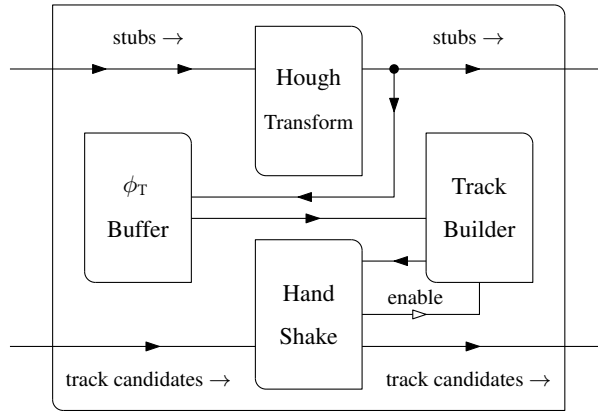 stubs →
stubs →
Hough
Transform
ϕT
Buffer
Track
Builder
Hand
Shake
enable
track candidates →
track candidates →